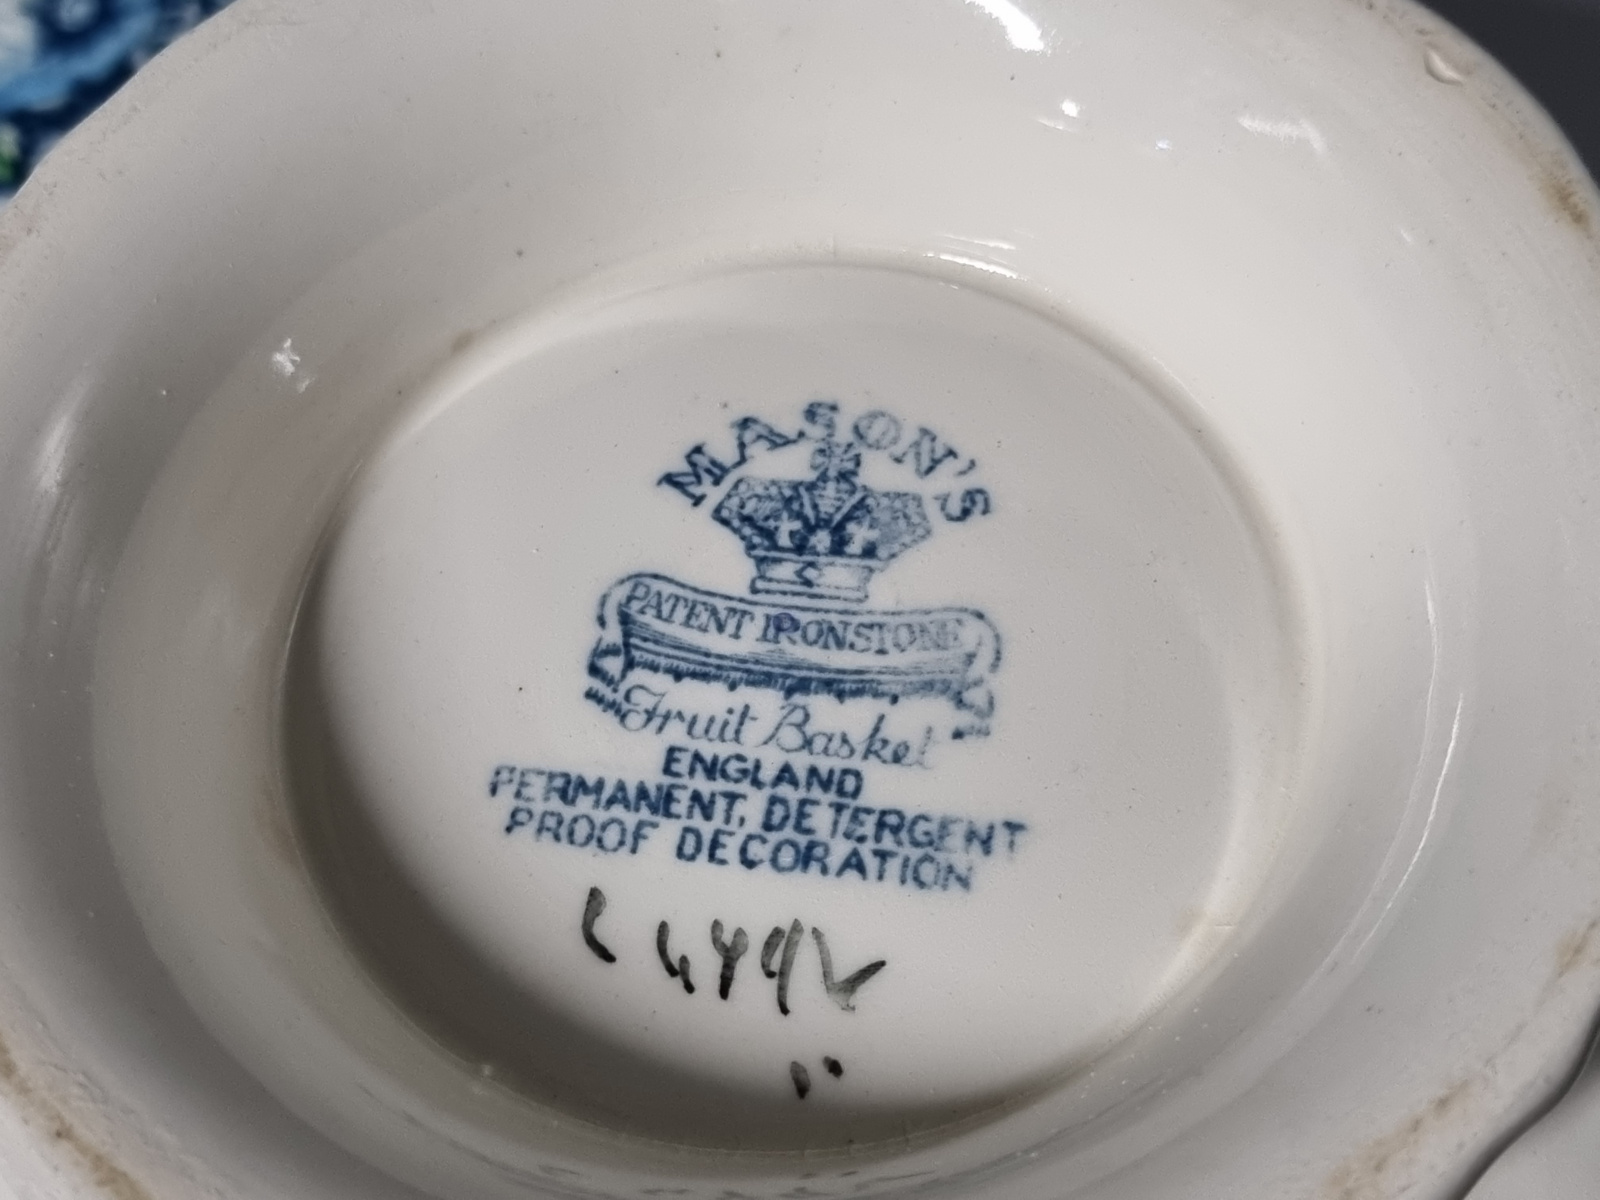 MASON'S
PATENT IRONSTONE
Fruit Basket
ENGLAND
PERMANENT, DETERGENT
PROOF DECORATION